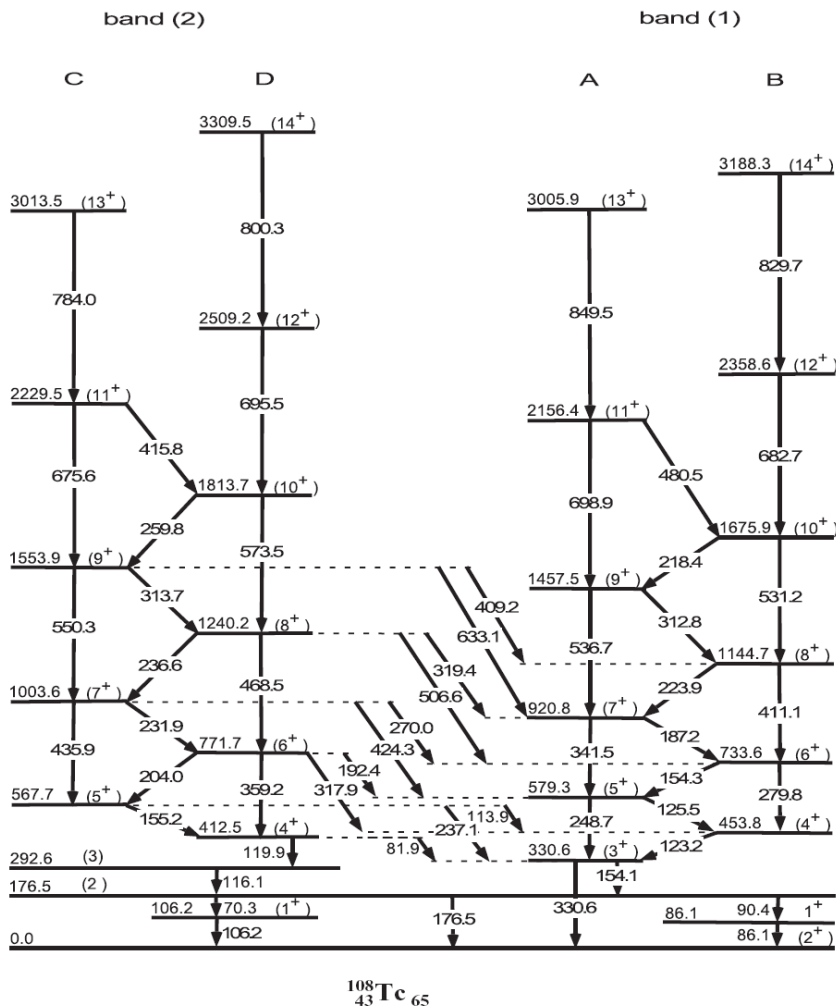 band (2) band (1)
C D A B
3309.5 (14⁺)
3188.3 (14⁺)
3013.5 (13⁺) 3005.9 (13⁺)
800.3
829.7
784.0 849.5
2509.2 (12⁺)
2358.6 (12⁺)
2229.5 (11⁺) 2156.4 (11⁺)
415.8 695.5
675.6 480.5 682.7
1813.7 (10⁺) 698.9
259.8 1675.9 (10⁺)
573.5 218.4
1553.9 (9⁺) 1457.5 (9⁺)
313.7 409.2 312.8 531.2
550.3 1240.2 (8⁺) 633.1 536.7 1144.7 (8⁺)
236.6 319.4 223.9
468.5 506.6
1003.6 (7⁺) 920.8 (7⁺) 411.1
231.9 270.0 187.2
435.9 771.7 (6⁺) 424.3 341.5 733.6 (6⁺)
204.0 192.4 154.3
359.2 317.9 579.3 (5⁺) 279.8
567.7 (5⁺) 113.9 125.5
155.2 412.5 (4⁺) 237.1 248.7 453.8 (4⁺)
119.9 81.9 330.6 (3⁺) 123.2
292.6 (3) 154.1
176.5 (2) 116.1
106.2 70.3 (1⁺) 176.5 330.6 86.1 90.4 1⁺
0.0 106.2 86.1 (2⁺)
¹⁰⁸₄₃Tc₆₅